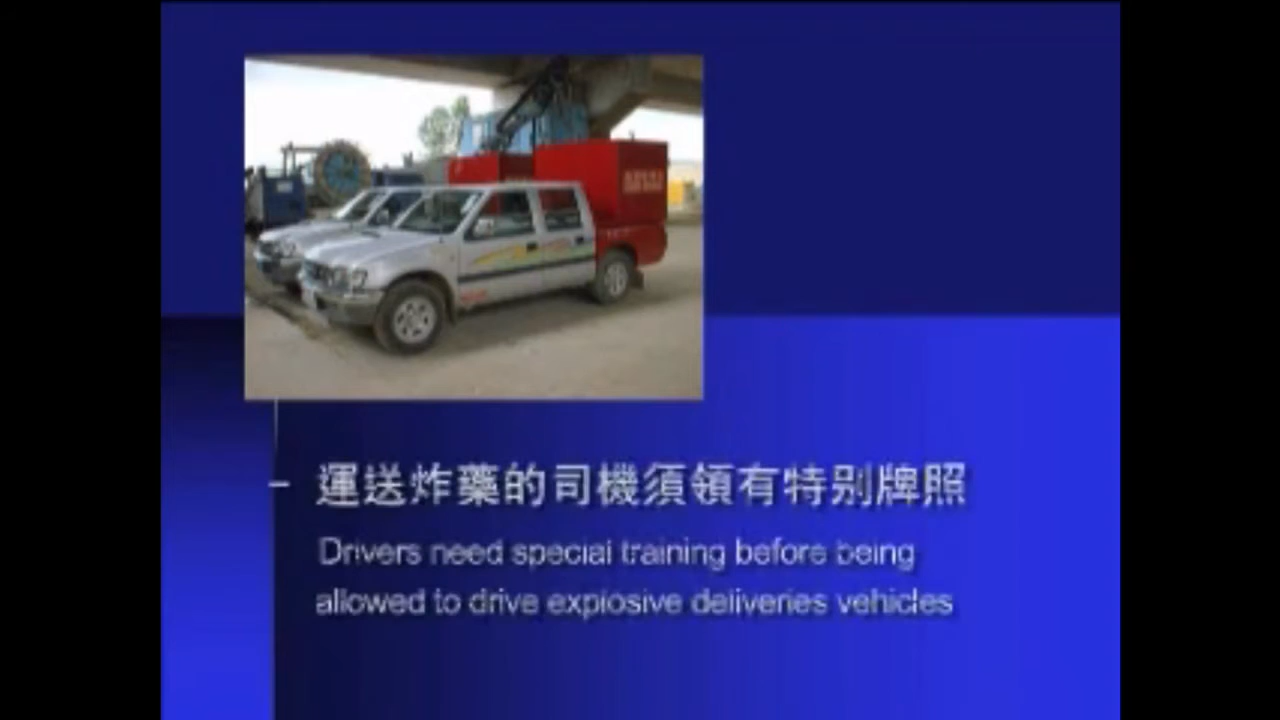 運送炸藥的司機須領有特別牌照
Drivers need special training before being
allowed to drive explosive deliveries vehicles